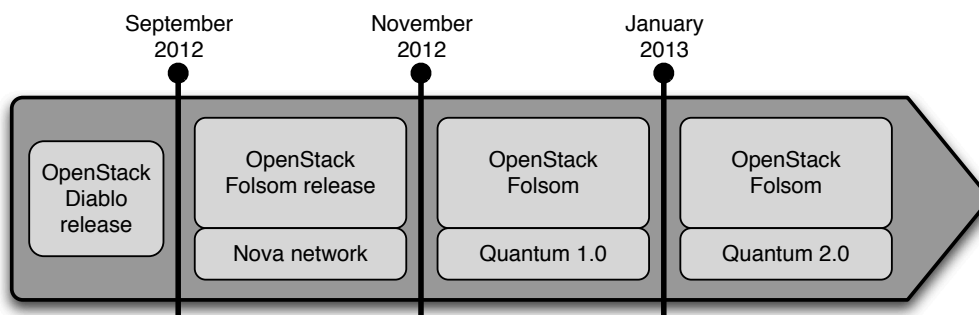 September
2012
November
2012
January
2013
OpenStack
Diablo
release
OpenStack
Folsom release
Nova network
OpenStack
Folsom
Quantum 1.0
OpenStack
Folsom
Quantum 2.0